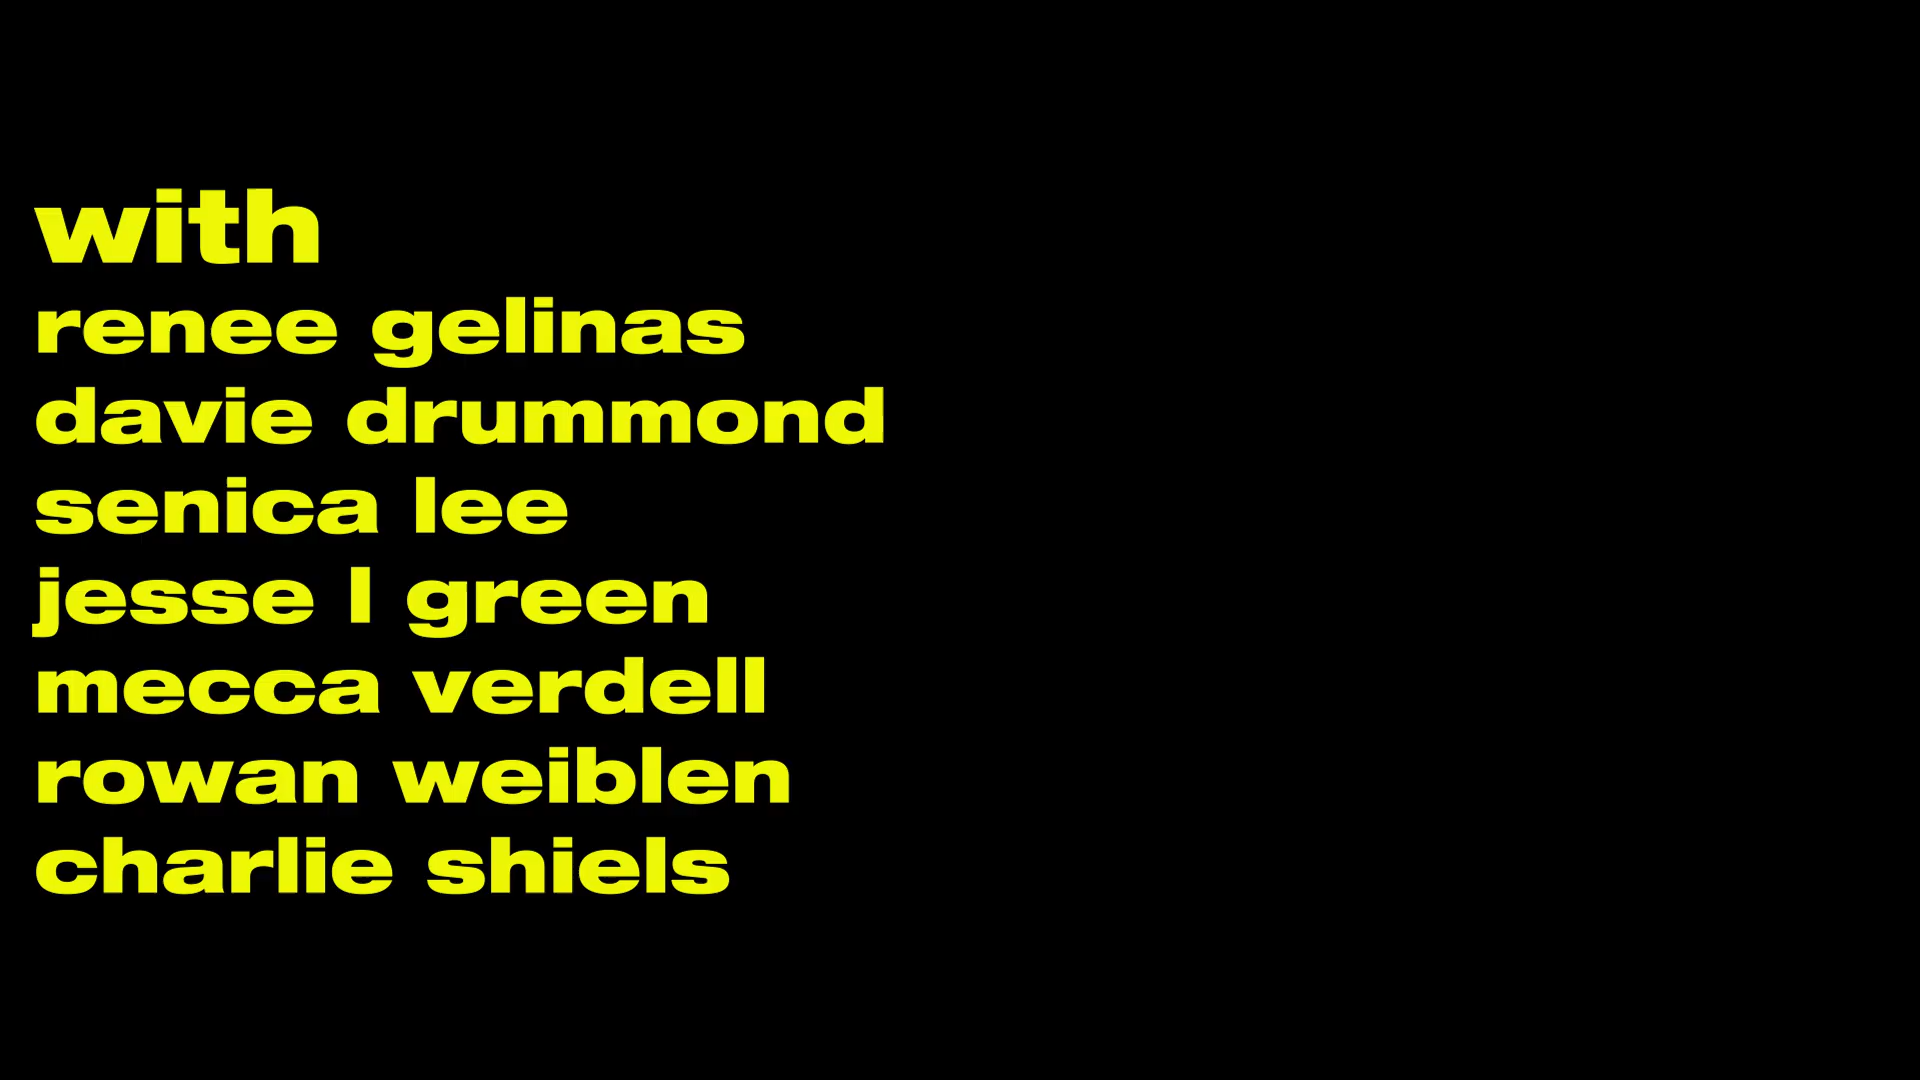 with
renee gelinas
davie drummond
senica lee
jesse l green
mecca verdell
rowan weiblen
charlie shiels